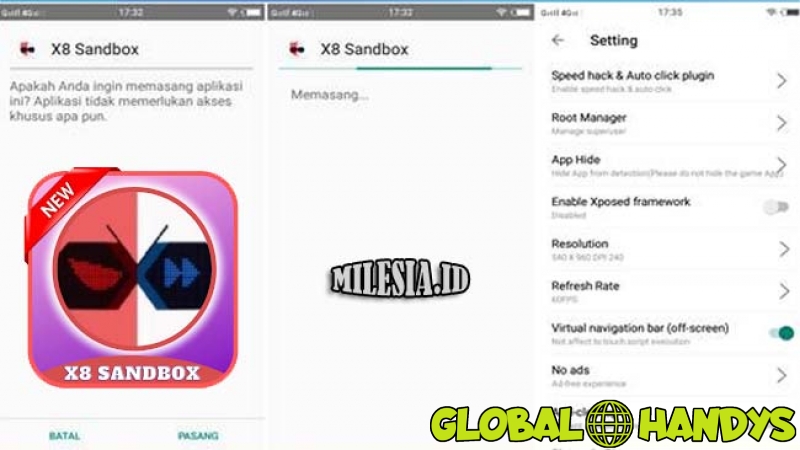 17:32
X8 Sandbox
Apakah Anda ingin memasang aplikasi
ini? Aplikasi tidak memerlukan akses
khusus apa pun.
NEW
X8 SANDBOX
BATAL
PASANG
17:32
X8 Sandbox
Memasang...
MILESIA.ID
17:35
Setting
Speed hack & Auto click plugin
Enable speed hack & auto click
Root Manager
Manage superuser
App Hide
Hide App from detection(Please do not hide the game App)
Enable Xposed framework
Disabled
Resolution
540 X 960 DPI 240
Refresh Rate
60FPS
Virtual navigation bar (off-screen)
Not affect to touch script execution
No ads
Ad-free experience
GLOBAL HANDYS